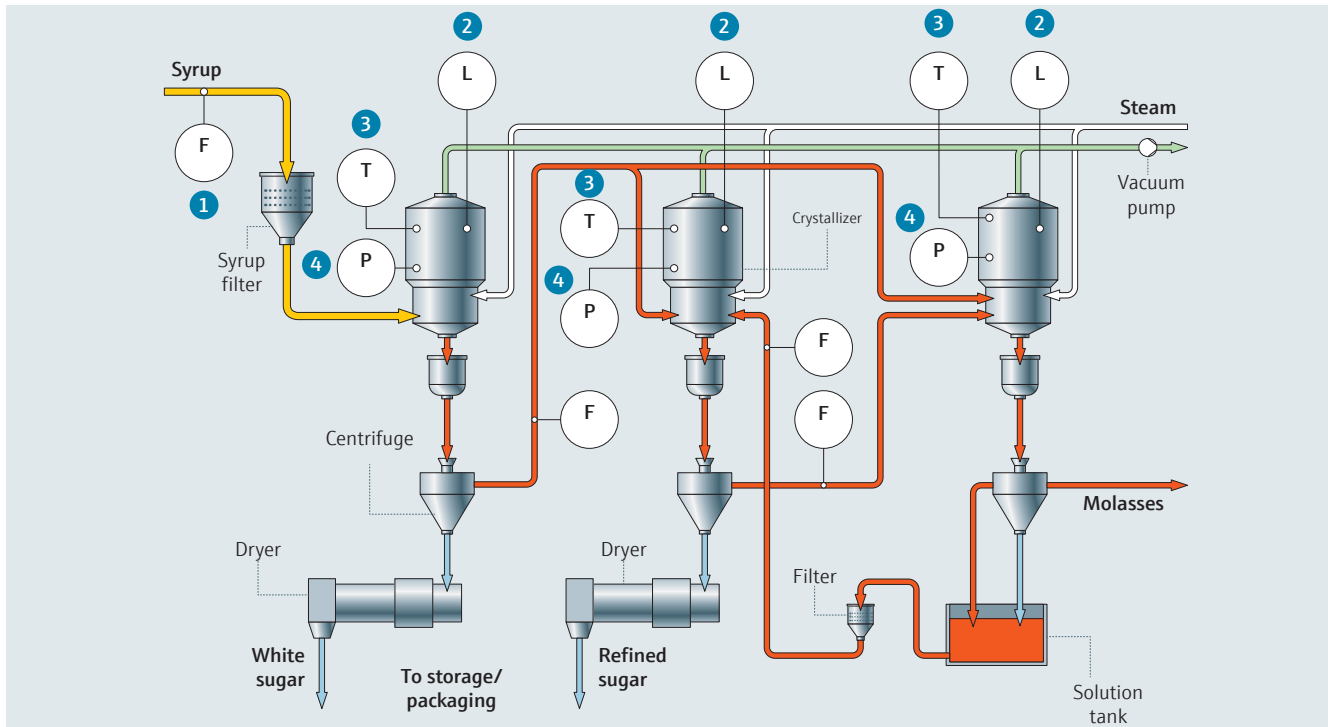 2
2
3
2
L
L
T
L
Syrup
Steam
F
3
T
1
3
T
Crystallizer
4
P
Vacuum
pump
Syrup
filter
4
P
4
P
F
F
F
Centrifuge
Molasses
Dryer
Dryer
Filter
White
sugar
To storage/
packaging
Refined
sugar
Solution
tank